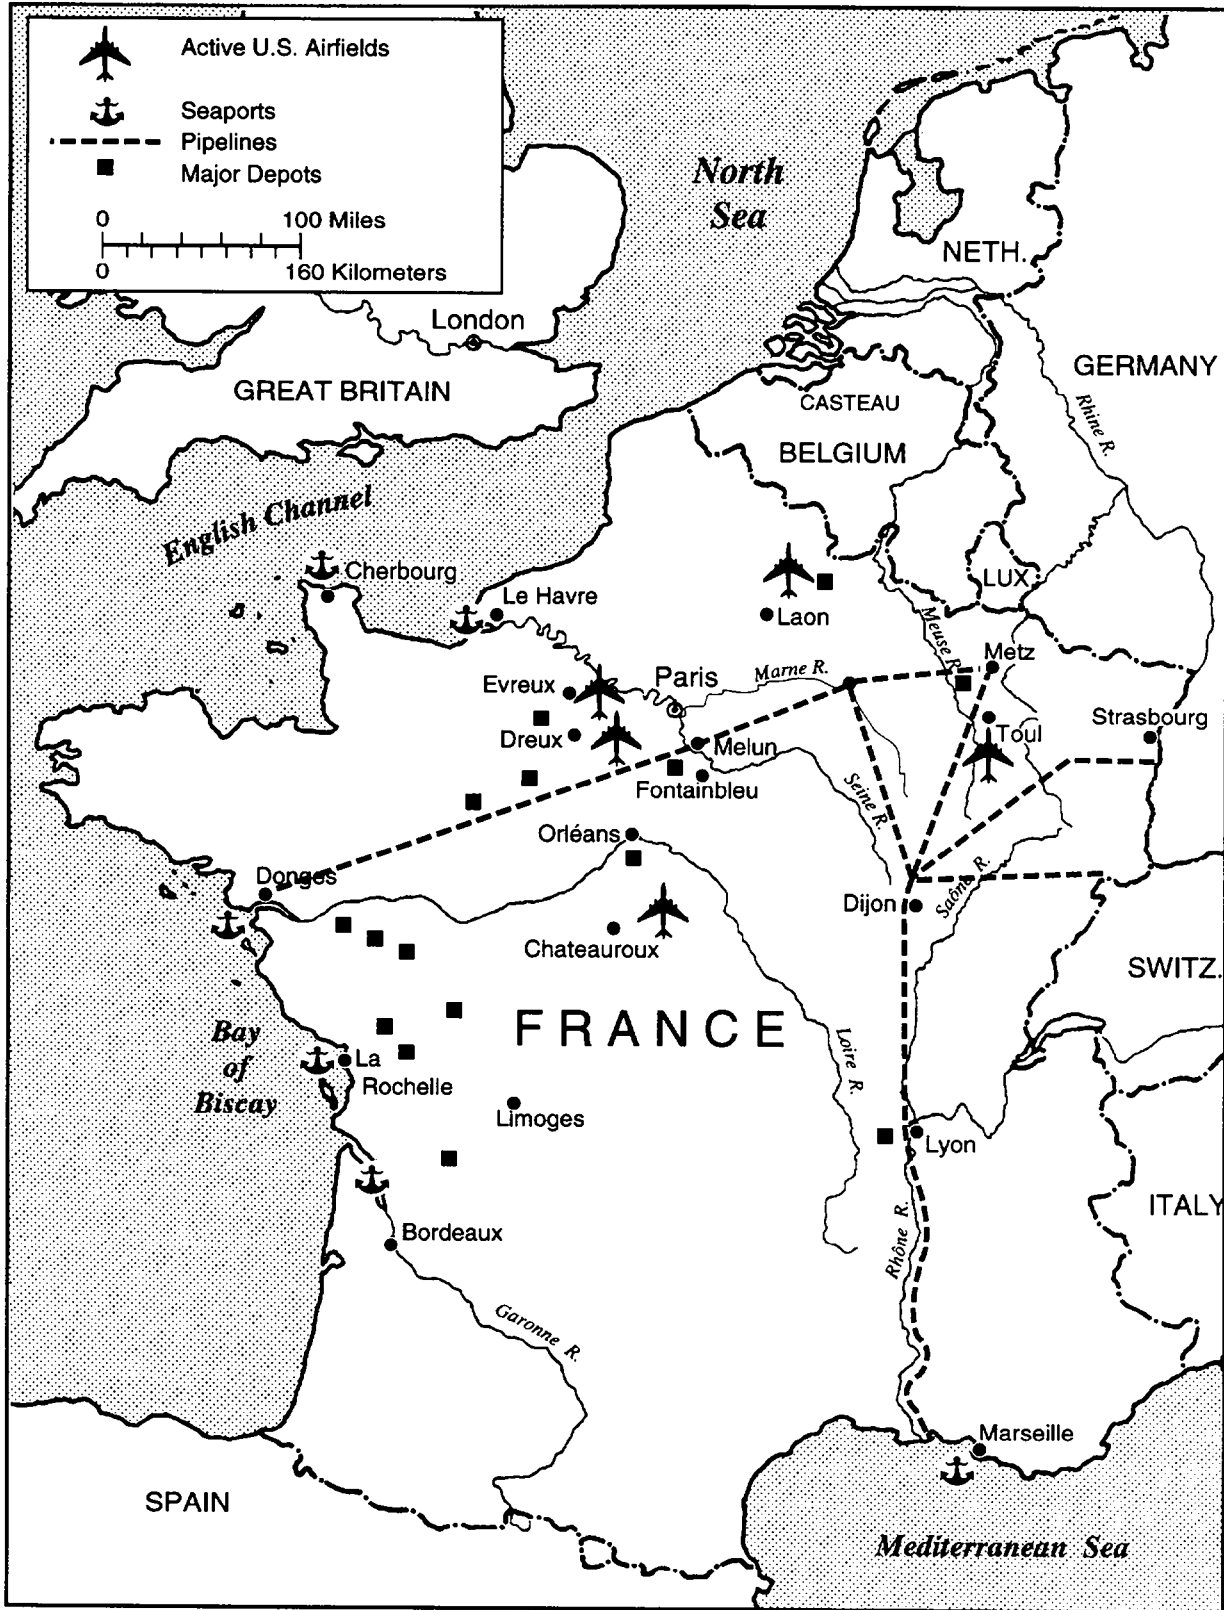 Active U.S. Airfields
Seaports
Pipelines
Major Depots
0 100 Miles
0 160 Kilometers
North
Sea
NETH.
London
GREAT BRITAIN
GERMANY
CASTEAU
BELGIUM
Rhine R.
English Channel
Cherbourg
LUX
Le Havre
Laon
Meuse R.
Metz
Paris
Marne R.
Evreux
Strasbourg
Dreux
Melun
Toul
Fontainbleu
Seine R.
Orléans
Donges
Dijon
Saône R.
Chateauroux
SWITZ.
FRANCE
Bay
of
Biscay
La
Rochelle
Loire R.
Limoges
Lyon
ITALY
Rhône R.
Bordeaux
Garonne R.
Marseille
SPAIN
Mediterranean Sea